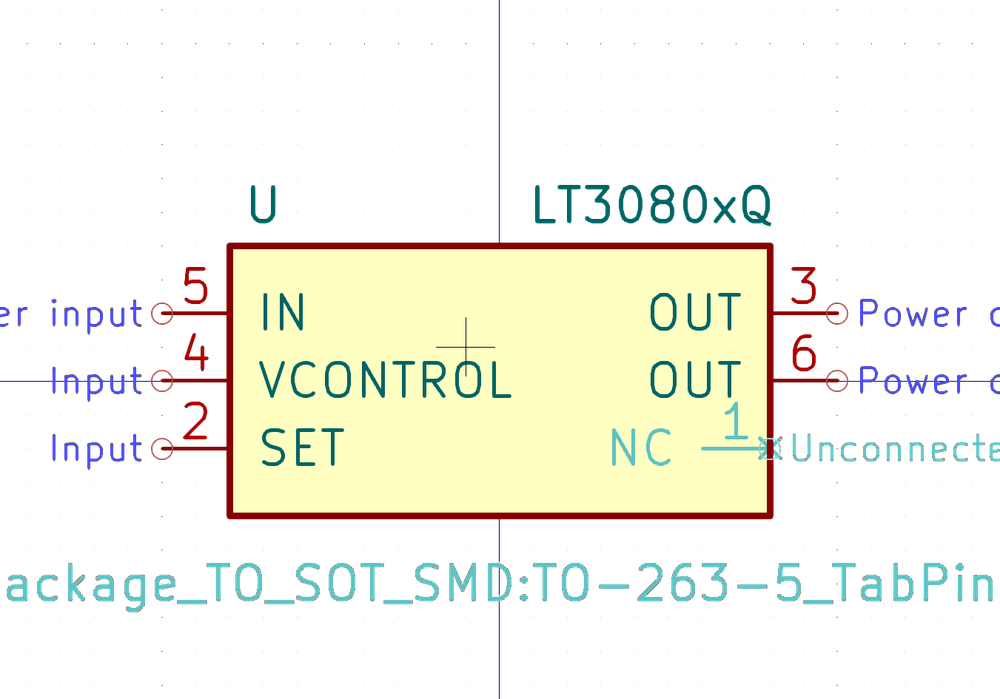 U LT3080xQ
5 3
er input IN OUT Power
4 6
Input VCONTROL OUT Power
2 1
Input SET NC Unconnecte
ackage_TO_SOT_SMD:TO-263-5_TabPin